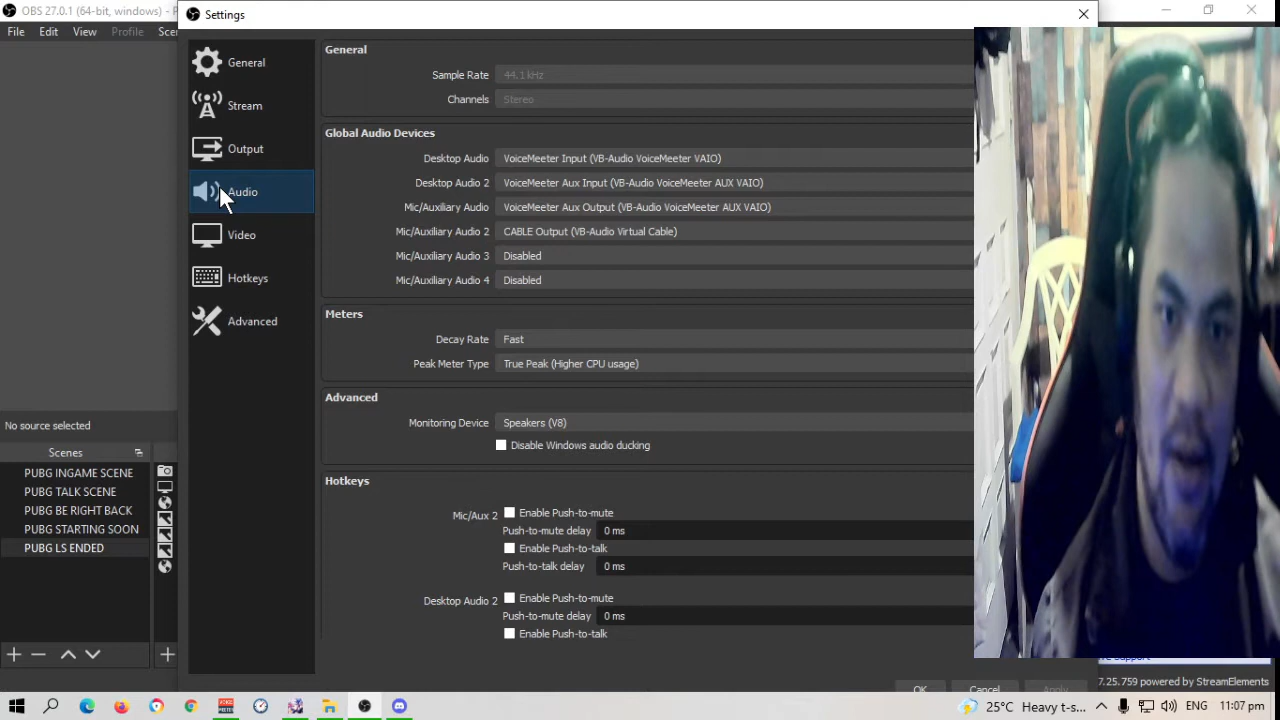 OBS 27.0.1 (64-bit, windows) - P
Settings
File Edit View Profile Scen
General
Stream
Output
Audio
Video
Hotkeys
Advanced
General
Sample Rate 44.1 kHz
Channels Stereo
Global Audio Devices
Desktop Audio VoiceMeeter Input (VB-Audio VoiceMeeter VAIO)
Desktop Audio 2 VoiceMeeter Aux Input (VB-Audio VoiceMeeter AUX VAIO)
Mic/Auxiliary Audio VoiceMeeter Aux Output (VB-Audio VoiceMeeter AUX VAIO)
Mic/Auxiliary Audio 2 CABLE Output (VB-Audio Virtual Cable)
Mic/Auxiliary Audio 3 Disabled
Mic/Auxiliary Audio 4 Disabled
Meters
Decay Rate Fast
Peak Meter Type True Peak (Higher CPU usage)
Advanced
Monitoring Device Speakers (V8)
Disable Windows audio ducking
Hotkeys
Mic/Aux 2 Enable Push-to-mute
Push-to-mute delay 0 ms
Enable Push-to-talk
Push-to-talk delay 0 ms
Desktop Audio 2 Enable Push-to-mute
Push-to-mute delay 0 ms
Enable Push-to-talk
OK Cancel Apply
No source selected
Scenes
PUBG INGAME SCENE
PUBG TALK SCENE
PUBG BE RIGHT BACK
PUBG STARTING SOON
PUBG LS ENDED
Support
7.25.759 powered by StreamElements
25°C Heavy t-s... ENG 11:07 pm